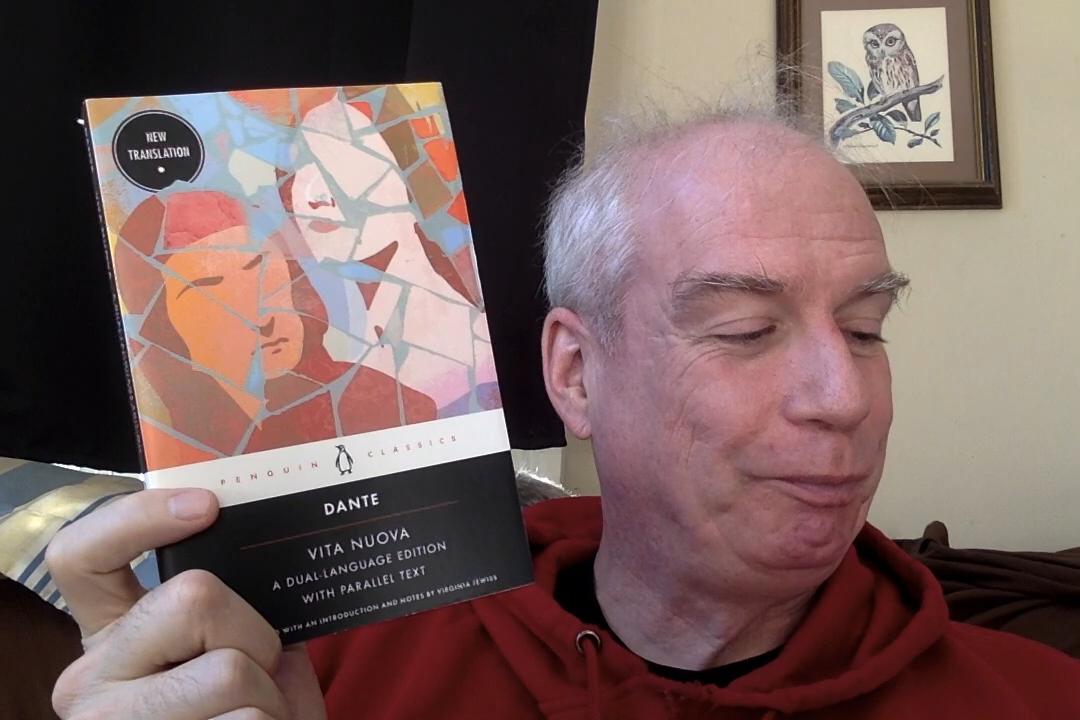 NEW
TRANSLATION
PENGUIN CLASSICS
DANTE
VITA NUOVA
A DUAL-LANGUAGE EDITION
WITH PARALLEL TEXT
WITH AN INTRODUCTION AND NOTES BY VIRGINIA JEWISS